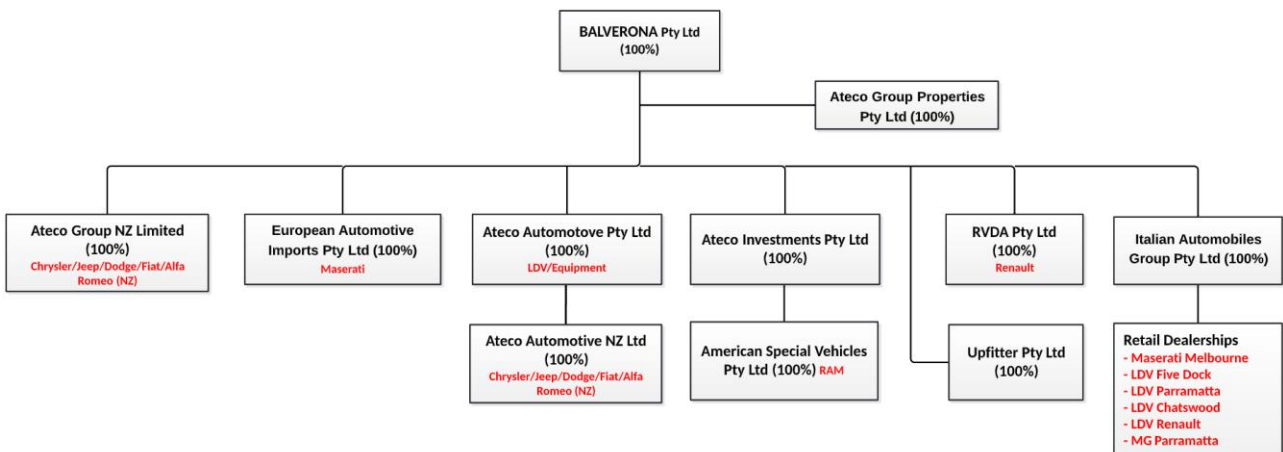 BALVERONA Pty Ltd
(100%)
Ateco Group Properties
Pty Ltd (100%)
Ateco Group NZ Limited
(100%)
Chrysler/Jeep/Dodge/Fiat/Alfa
Romeo (NZ)
European Automotive
Imports Pty Ltd (100%)
Maserati
Ateco Automotove Pty Ltd
(100%)
LDV/Equipment
Ateco Investments Pty Ltd
(100%)
RVDA Pty Ltd
(100%)
Renault
Italian Automobiles
Group Pty Ltd (100%)
Ateco Automotive NZ Ltd
(100%)
Chrysler/Jeep/Dodge/Fiat/Alfa
Romeo (NZ)
American Special Vehicles
Pty Ltd (100%) RAM
Upfitter Pty Ltd
(100%)
Retail Dealerships
- Maserati Melbourne
- LDV Five Dock
- LDV Parramatta
- LDV Chatswood
- LDV Renault
- MG Parramatta